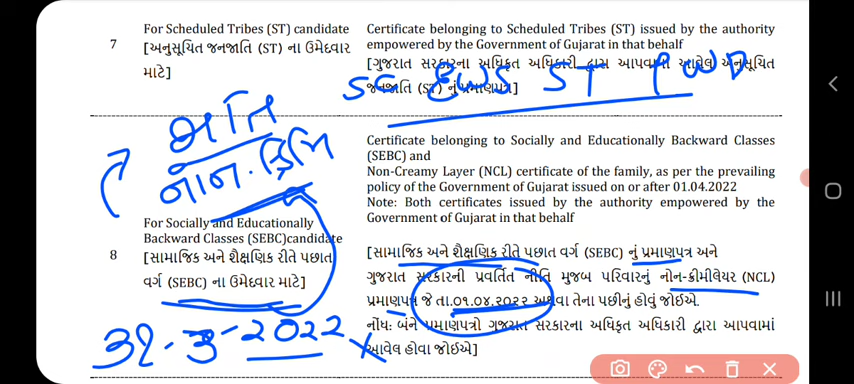 7
For Scheduled Tribes (ST) candidate
[અનુસૂચિત જનજાતિ (ST) ના ઉમેદવાર
માટે]
Certificate belonging to Scheduled Tribes (ST) issued by the authority
empowered by the Government of Gujarat in that behalf
[ગુજરાત સરકારના અધિકૃત અધિકારી દ્વારા આપવામાં આવેલ અનુસૂચિત
જનજાતિ (ST) નું પ્રમાણપત્ર]
SC EWS ST PWD
જાતિ
નોન. ક્રિમિ
8
For Socially and Educationally
Backward Classes (SEBC)candidate
[સામાજિક અને શૈક્ષણિક રીતે પછાત
વર્ગ (SEBC) ના ઉમેદવાર માટે]
Certificate belonging to Socially and Educationally Backward Classes
(SEBC) and
Non-Creamy Layer (NCL) certificate of the family, as per the prevailing
policy of the Government of Gujarat issued on or after 01.04.2022
Note: Both certificates issued by the authority empowered by the
Government of Gujarat in that behalf
[સામાજિક અને શૈક્ષણિક રીતે પછાત વર્ગ (SEBC) નું પ્રમાણપત્ર અને
ગુજરાત સરકારની પ્રવર્તિત નીતિ મુજબ પરિવારનું નોન-ક્રીમીલેયર (NCL)
પ્રમાણપત્ર જે તા.૦૧.૦૪.૨૦૨૨ અથવા તેના પછીનું હોવું જોઈએ.
નોંધ: બંને પ્રમાણપત્રો ગુજરાત સરકારના અધિકૃત અધિકારી દ્વારા આપવામાં
આવેલ હોવા જોઈએ]
31-3-2022 X